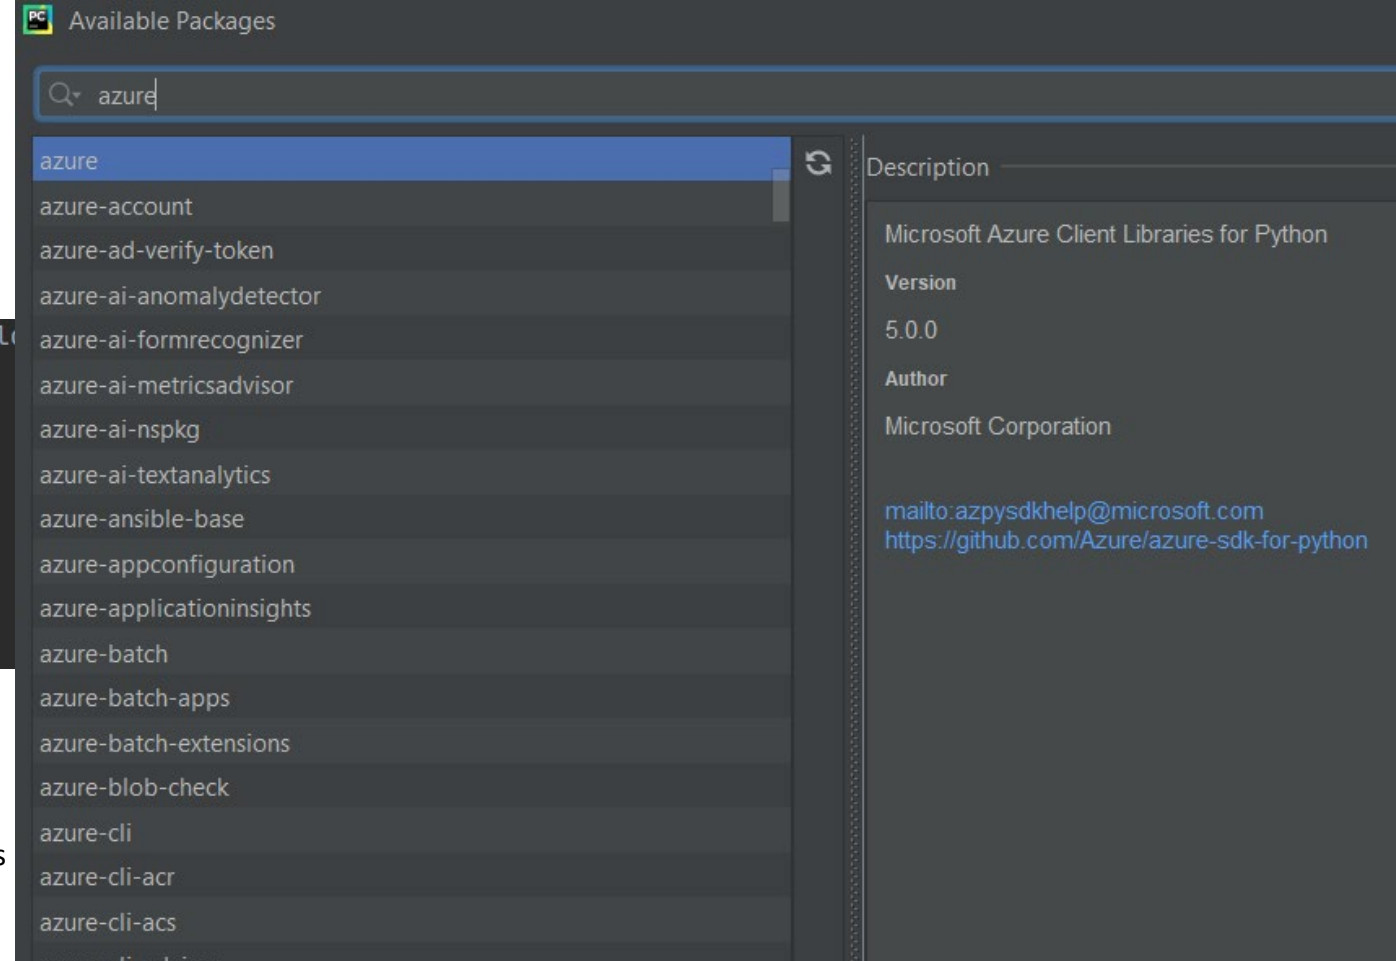 PC
Available Packages
azure
azure
azure-account
azure-ad-verify-token
azure-ai-anomalydetector
azure-ai-formrecognizer
azure-ai-metricsadvisor
azure-ai-nspkg
azure-ai-textanalytics
azure-ansible-base
azure-appconfiguration
azure-applicationinsights
azure-batch
azure-batch-apps
azure-batch-extensions
azure-blob-check
azure-cli
azure-cli-acr
azure-cli-acs
Description
Microsoft Azure Client Libraries for Python
Version
5.0.0
Author
Microsoft Corporation
mailto:azpysdkhelp@microsoft.com
https://github.com/Azure/azure-sdk-for-python